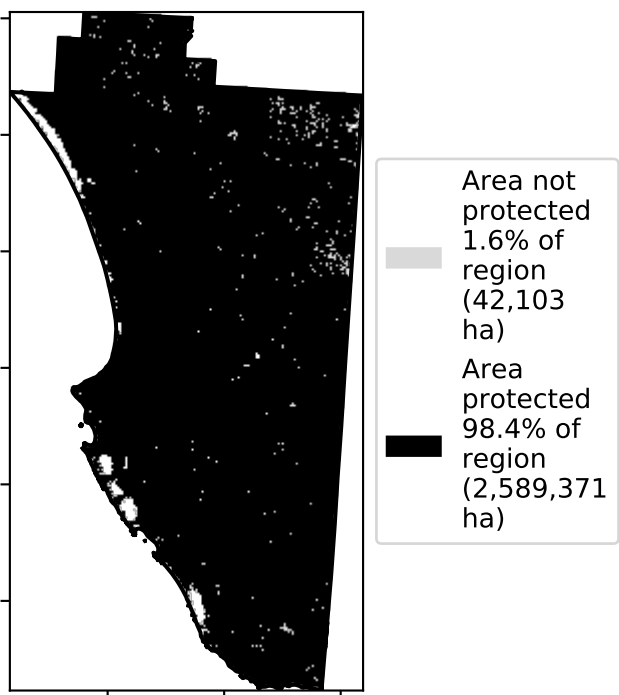 Area not
protected
1.6% of
region
(42,103
ha)
Area
protected
98.4% of
region
(2,589,371
ha)